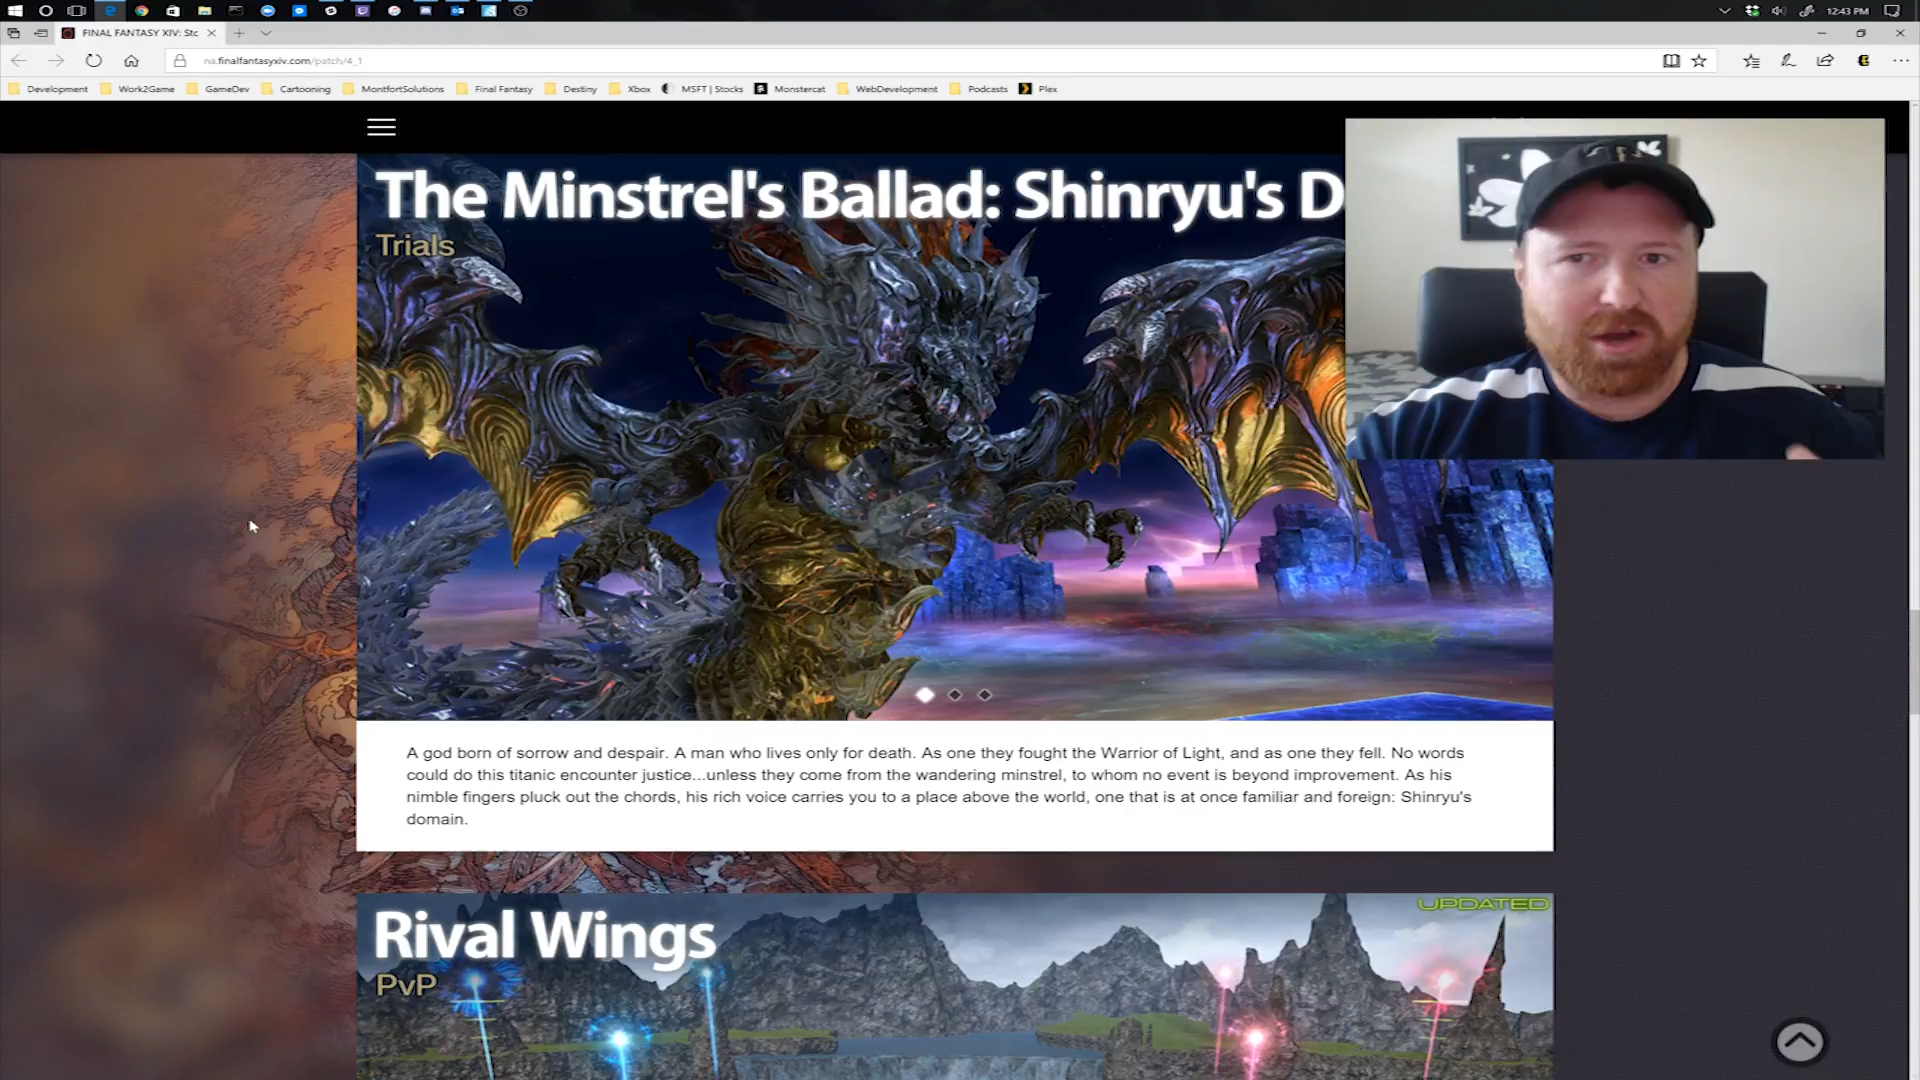 12:43 PM
FINAL FANTASY XIV: Stc
na.finalfantasyxiv.com/patch/4_1
Development Work2Game GameDev Cartooning MontfortSolutions Final Fantasy Destiny Xbox MSFT | Stocks Monstercat WebDevelopment Podcasts Plex
The Minstrel's Ballad: Shinryu's D
Trials
A god born of sorrow and despair. A man who lives only for death. As one they fought the Warrior of Light, and as one they fell. No words
could do this titanic encounter justice...unless they come from the wandering minstrel, to whom no event is beyond improvement. As his
nimble fingers pluck out the chords, his rich voice carries you to a place above the world, one that is at once familiar and foreign: Shinryu's
domain.
UPDATED
Rival Wings
PvP